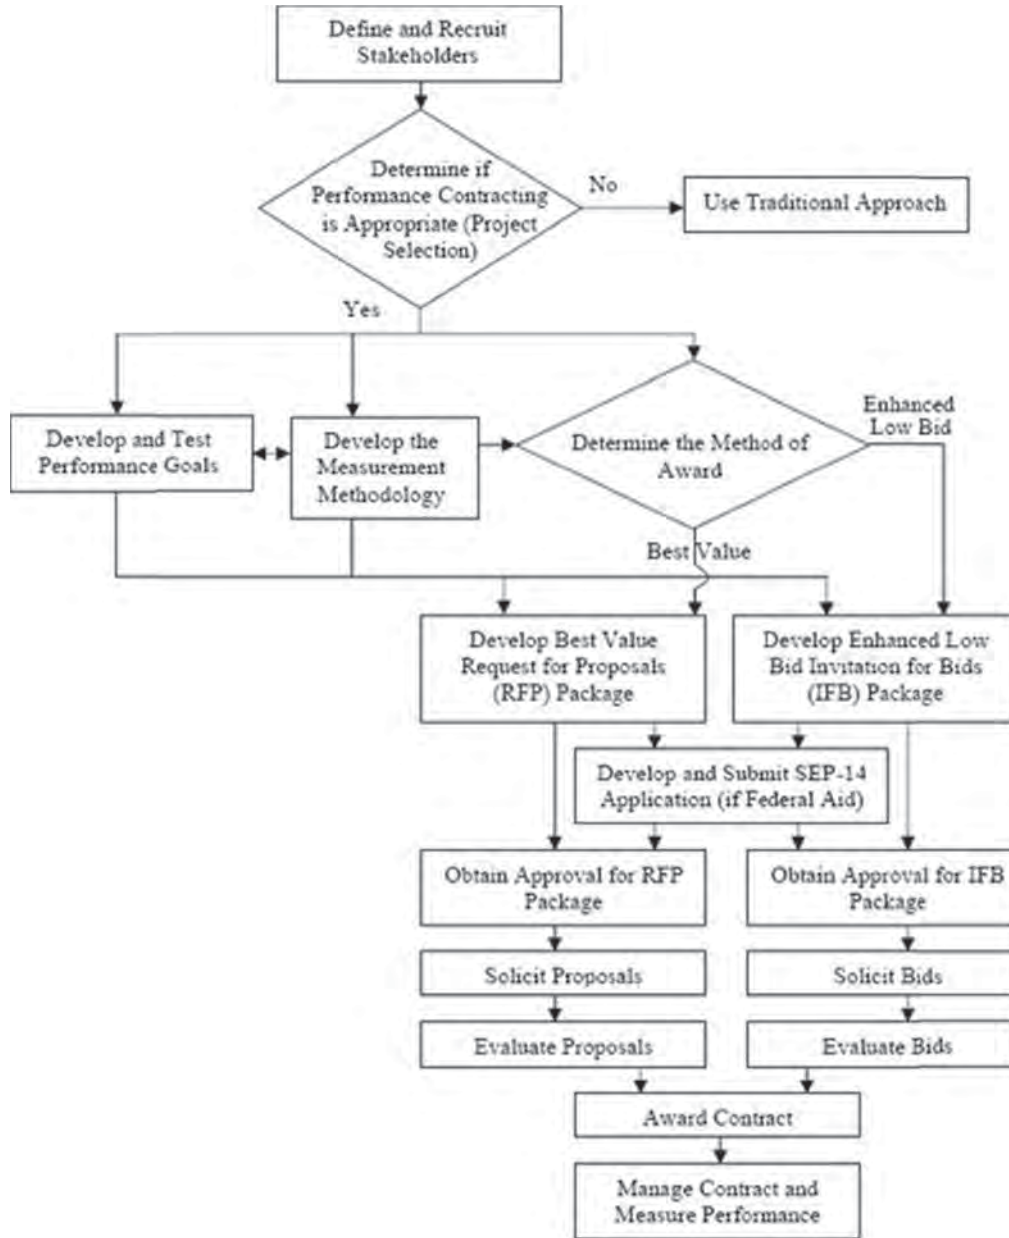 Define and Recruit
Stakeholders
Determine if
Performance Contracting
is Appropriate (Project
Selection)
No
Use Traditional Approach
Yes
Develop and Test
Performance Goals
Develop the
Measurement
Methodology
Determine the Method of
Award
Enhanced
Low Bid
Best Value
Develop Best Value
Request for Proposals
(RFP) Package
Develop Enhanced Low
Bid Invitation for Bids
(IFB) Package
Develop and Submit SEP-14
Application (if Federal Aid)
Obtain Approval for RFP
Package
Obtain Approval for IFB
Package
Solicit Proposals
Solicit Bids
Evaluate Proposals
Evaluate Bids
Award Contract
Manage Contract and
Measure Performance